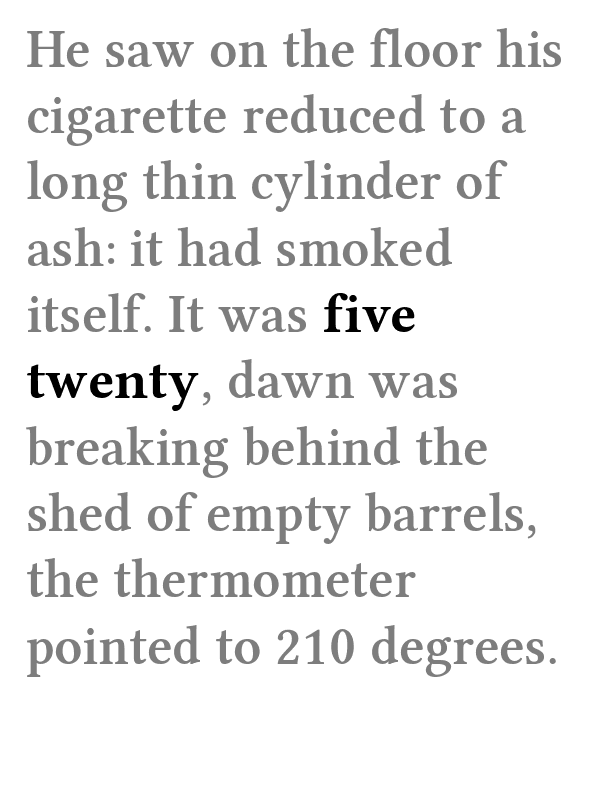 He saw on the floor his
cigarette reduced to a
long thin cylinder of
ash: it had smoked
itself. It was five
twenty, dawn was
breaking behind the
shed of empty barrels,
the thermometer
pointed to 210 degrees.